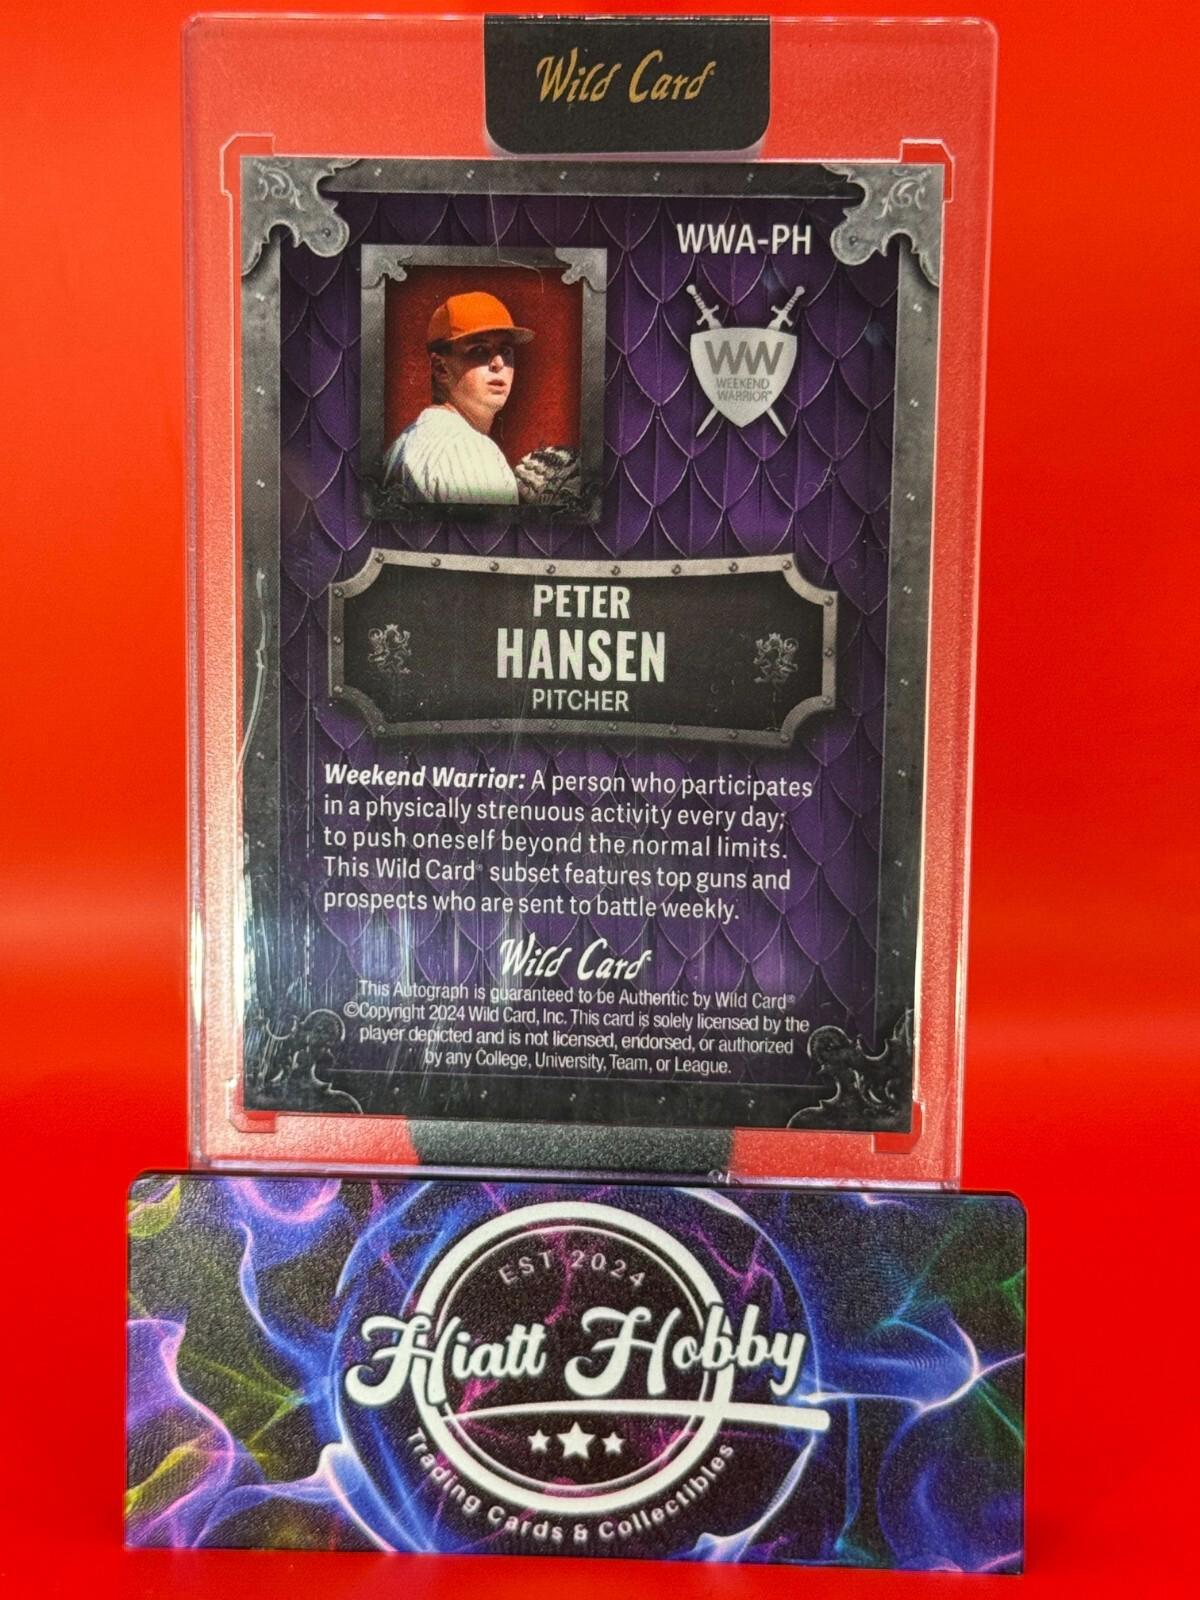 Wild Card
WWA-PH
WW
WEEKEND
WARRIOR™
PETER
HANSEN
PITCHER
Weekend Warrior: A person who participates
in a physically strenuous activity every day;
to push oneself beyond the normal limits.
This Wild Card® subset features top guns and
prospects who are sent to battle weekly.
Wild Card®
This Autograph is guaranteed to be Authentic by Wild Card®
©Copyright 2024 Wild Card, Inc. This card is solely licensed by the
player depicted and is not licensed, endorsed, or authorized
by any College, University, Team, or League.
EST 2024
Hiatt Hobby
Trading Cards & Collectibles